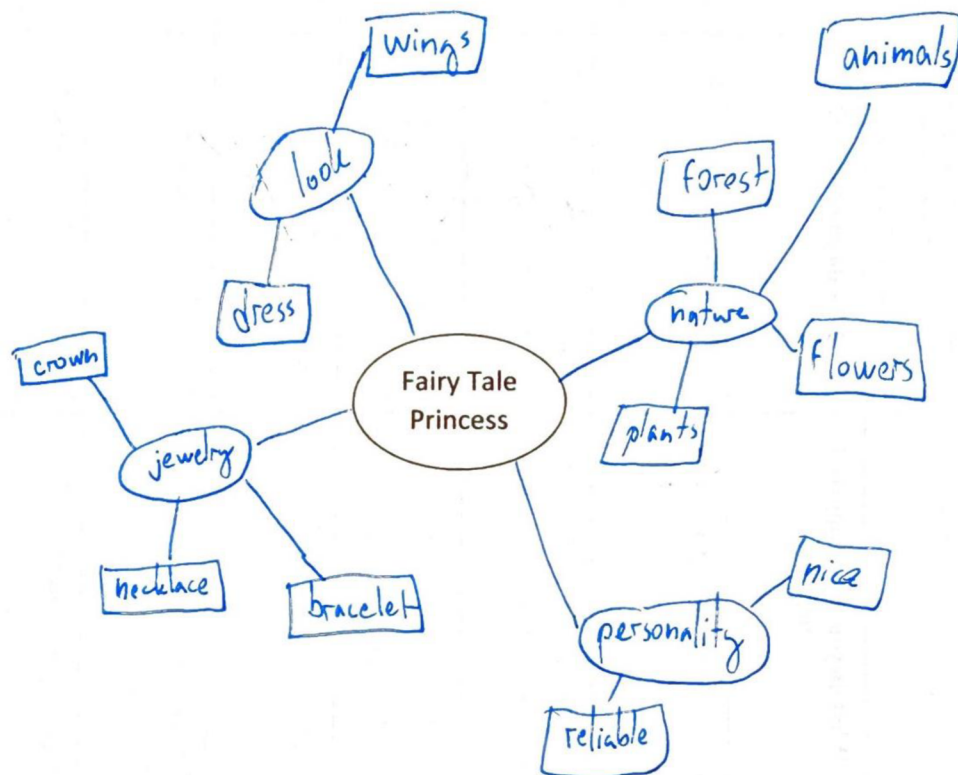 wings
animals
look
forest
dress
nature
crown
Fairy Tale
Princess
flowers
plants
jewelry
necklace
bracelet
nice
personality
reliable